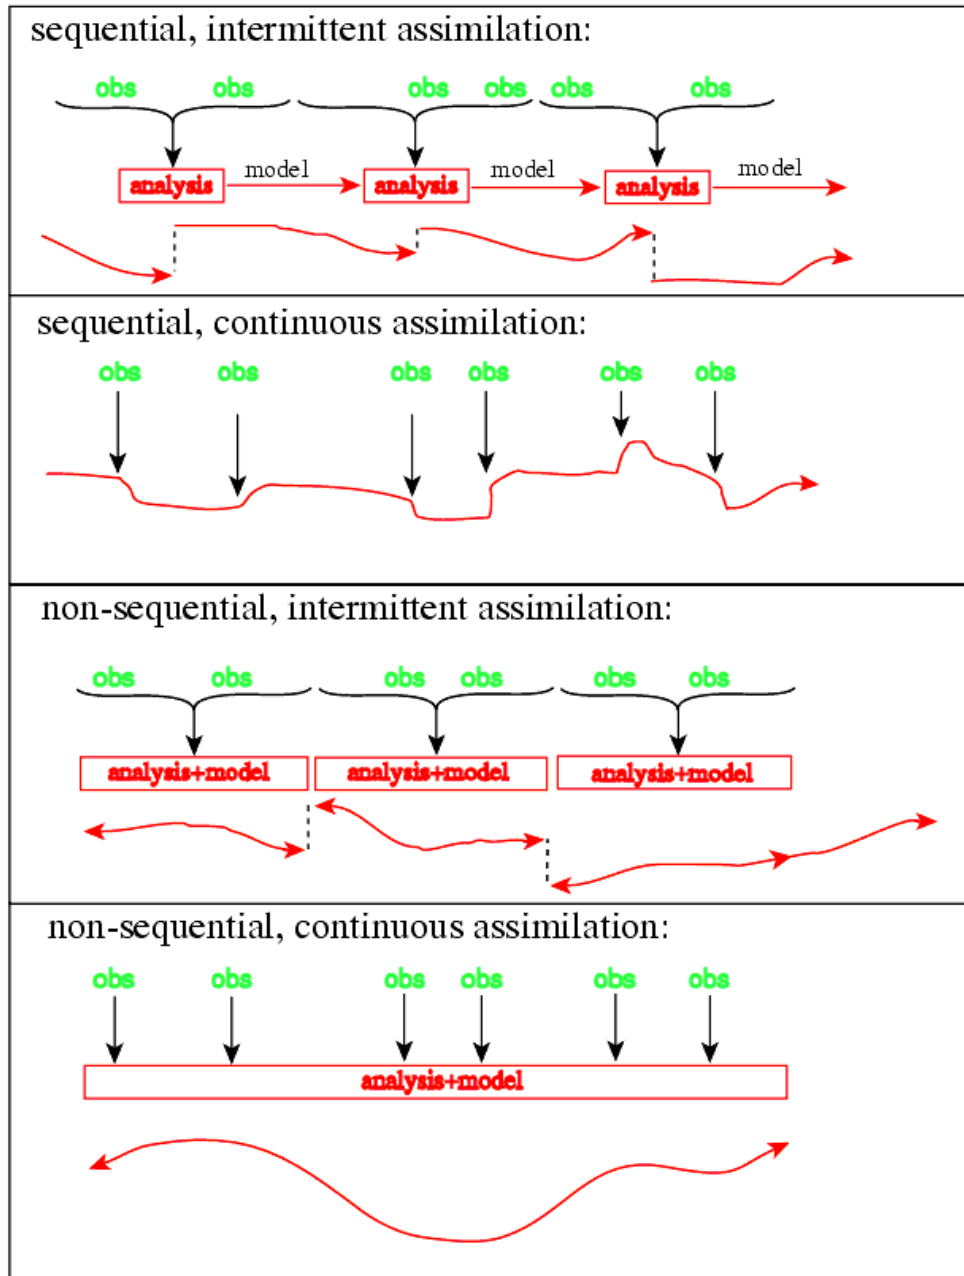 sequential, intermittent assimilation:
obs obs obs obs obs obs
analysis model analysis model analysis model
sequential, continuous assimilation:
obs obs obs obs obs obs
non-sequential, intermittent assimilation:
obs obs obs obs obs obs
analysis+model analysis+model analysis+model
non-sequential, continuous assimilation:
obs obs obs obs obs obs
analysis+model